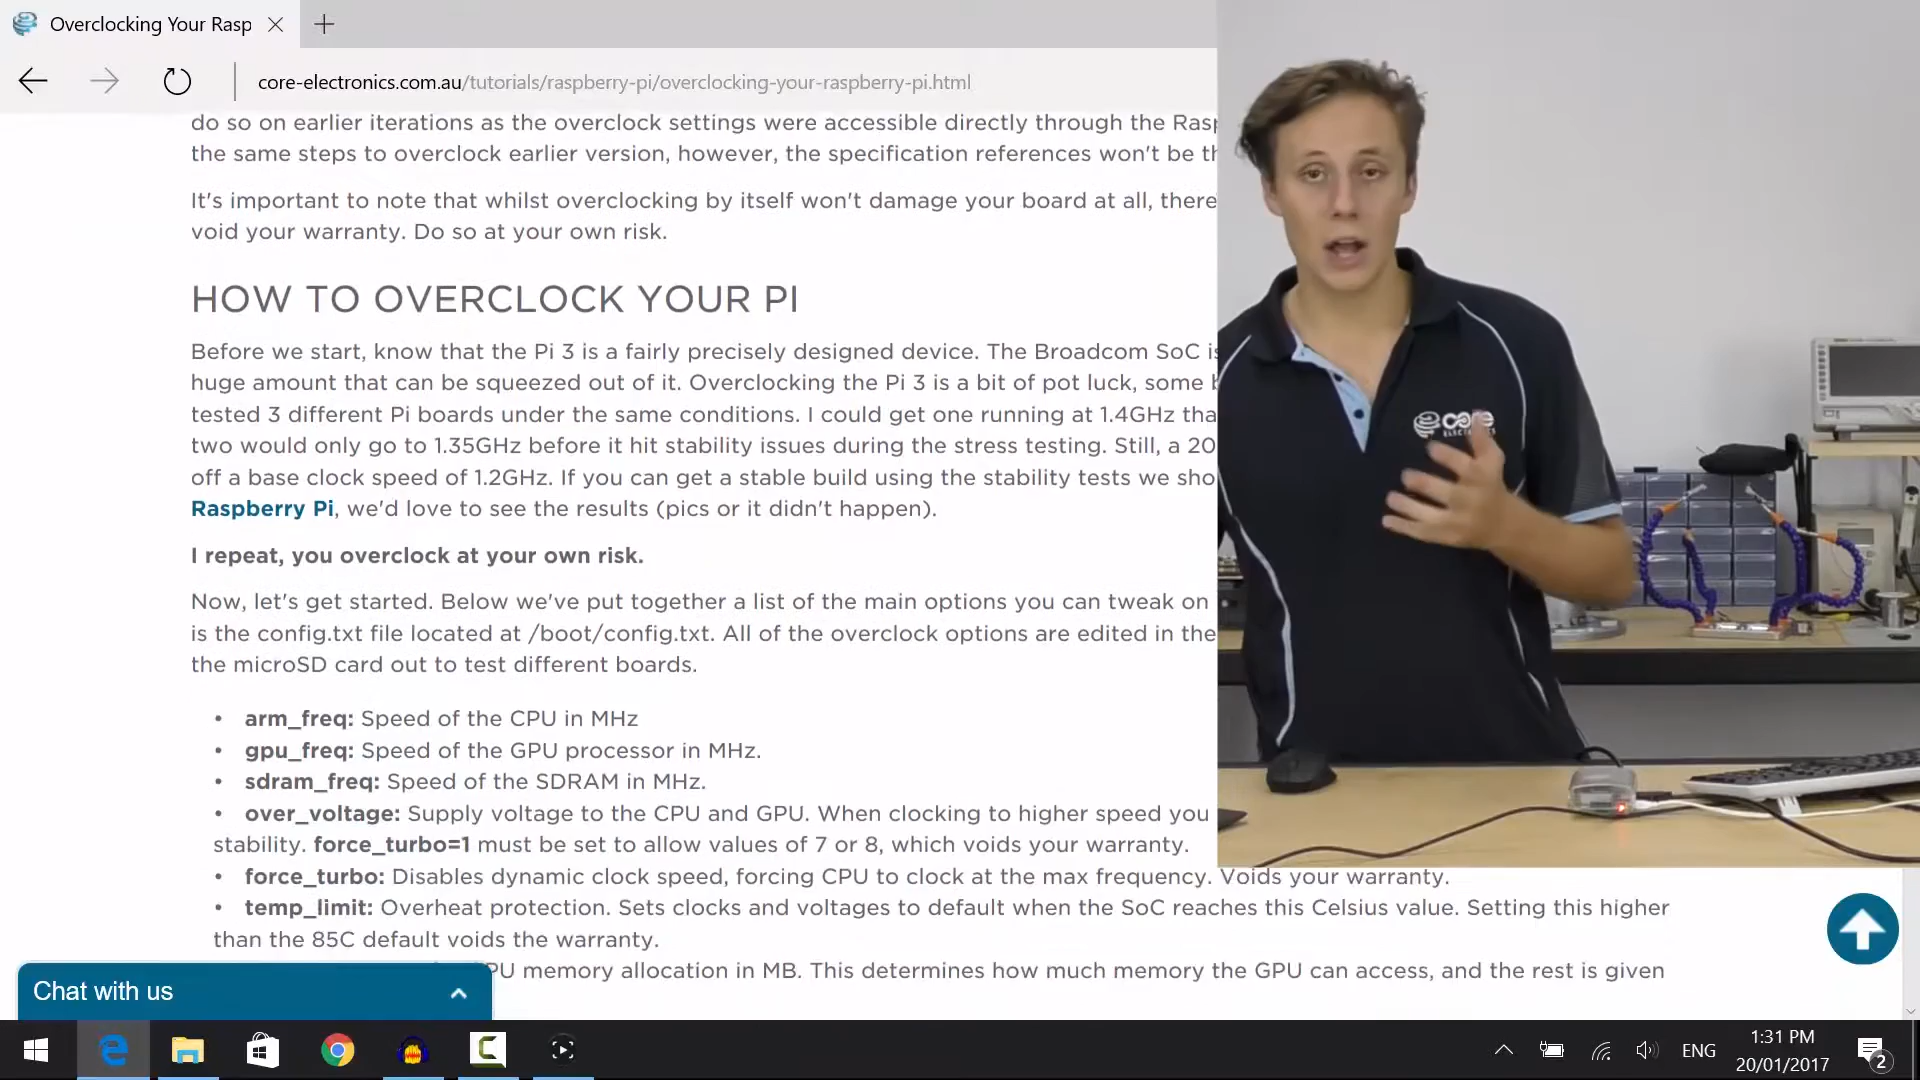 Overclocking Your Rasp
core-electronics.com.au/tutorials/raspberry-pi/overclocking-your-raspberry-pi.html
do so on earlier iterations as the overclock settings were accessible directly through the Rasp
the same steps to overclock earlier version, however, the specification references won't be th
It's important to note that whilst overclocking by itself won't damage your board at all, there'
void your warranty. Do so at your own risk.
HOW TO OVERCLOCK YOUR PI
Before we start, know that the Pi 3 is a fairly precisely designed device. The Broadcom SoC is
huge amount that can be squeezed out of it. Overclocking the Pi 3 is a bit of pot luck, some b
tested 3 different Pi boards under the same conditions. I could get one running at 1.4GHz tha
two would only go to 1.35GHz before it hit stability issues during the stress testing. Still, a 20
off a base clock speed of 1.2GHz. If you can get a stable build using the stability tests we sho
Raspberry Pi, we'd love to see the results (pics or it didn't happen).
I repeat, you overclock at your own risk.
Now, let's get started. Below we've put together a list of the main options you can tweak on
is the config.txt file located at /boot/config.txt. All of the overclock options are edited in the
the microSD card out to test different boards.
• arm_freq: Speed of the CPU in MHz
• gpu_freq: Speed of the GPU processor in MHz.
• sdram_freq: Speed of the SDRAM in MHz.
• over_voltage: Supply voltage to the CPU and GPU. When clocking to higher speed you
stability. force_turbo=1 must be set to allow values of 7 or 8, which voids your warranty.
• force_turbo: Disables dynamic clock speed, forcing CPU to clock at the max frequency. Voids your warranty.
• temp_limit: Overheat protection. Sets clocks and voltages to default when the SoC reaches this Celsius value. Setting this higher
than the 85C default voids the warranty.
PU memory allocation in MB. This determines how much memory the GPU can access, and the rest is given
Chat with us
core
ELECTRONICS
ENG
1:31 PM
20/01/2017
2